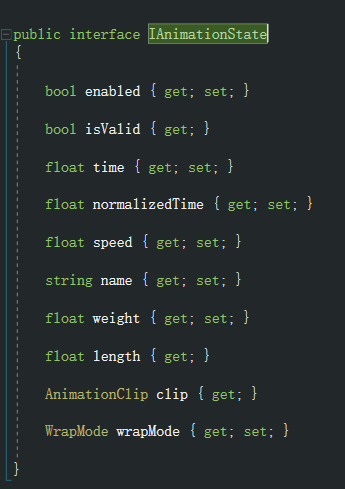 public interface IAnimationState
{
bool enabled { get; set; }
bool isValid { get; }
float time { get; set; }
float normalizedTime { get; set; }
float speed { get; set; }
string name { get; set; }
float weight { get; set; }
float length { get; }
AnimationClip clip { get; }
WrapMode wrapMode { get; set; }
}